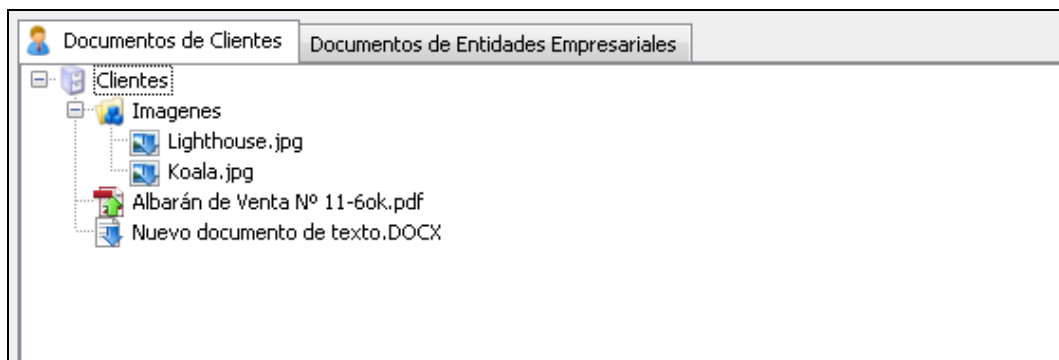 Documentos de Clientes
Documentos de Entidades Empresariales
Clientes
Imagenes
Lighthouse.jpg
Koala.jpg
Albarán de Venta Nº 11-6ok.pdf
Nuevo documento de texto.DOCX